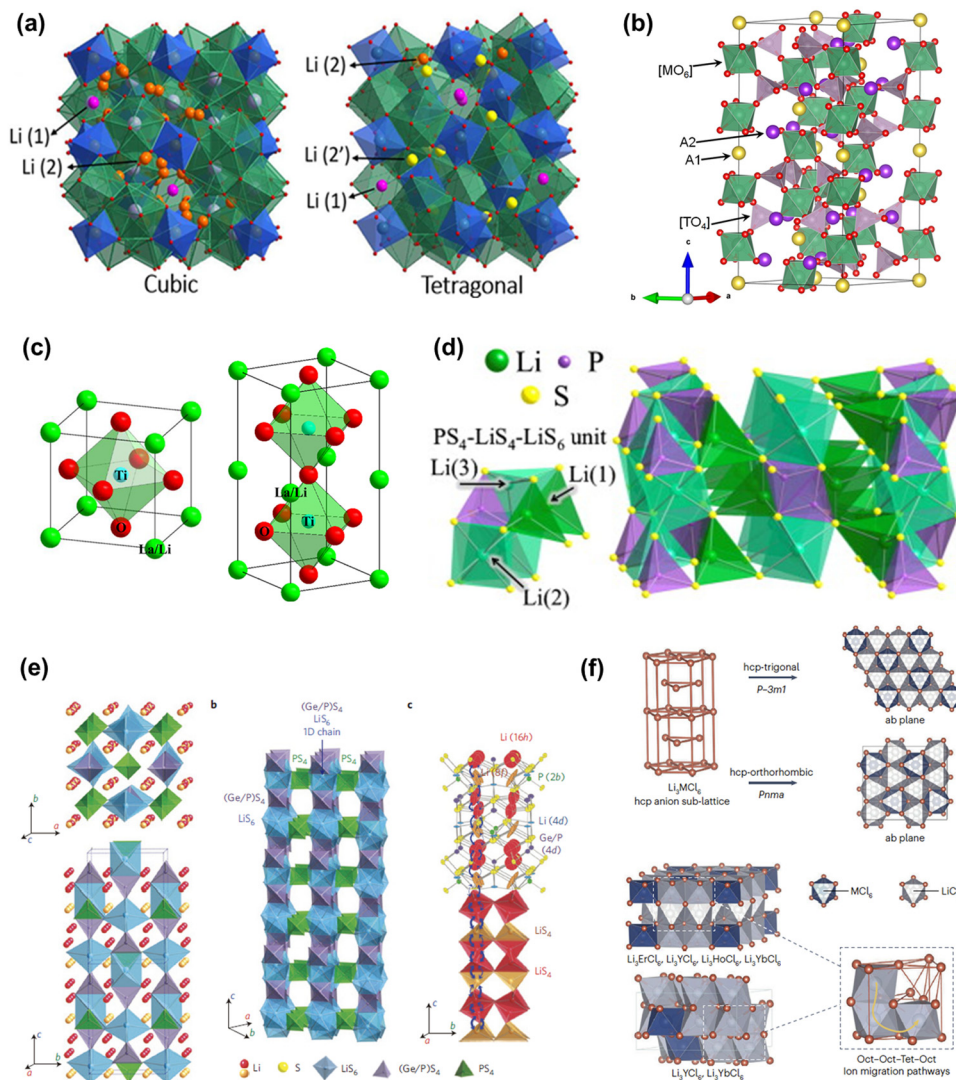 (a)
Li (1)
Li (2)
Cubic
Li (2)
Li (2')
Li (1)
Tetragonal
(b)
[MO₆]
A2
A1
[TO₄]
c
b
a
(c)
Ti
O
La/Li
La/Li
O
Ti
(d)
Li
P
S
PS₄-LiS₄-LiS₆ unit
Li(3)
Li(1)
Li(2)
(e)
b
a
c
c
b
a
Li
S
LiS₆
(Ge/P)S₄
PS₄
b
(Ge/P)S₄
LiS₆
1D chain
PS₄
PS₄
(Ge/P)S₄
LiS₆
c
b
a
c
Li (16h)
Li (8f)
P (2b)
Li (4d)
Ge/P
(4d)
LiS₄
LiS₄
c
a
b
(f)
hcp-trigonal
P–3m1
ab plane
Li₃MCl₆
hcp anion sub-lattice
hcp-orthorhombic
Pnma
ab plane
MCl₆
LiC
Li₃ErCl₆, Li₃YCl₆, Li₃HoCl₆, Li₃YbCl₆
Li₃YCl₆, Li₃YbCl₆
Oct–Oct–Tet–Oct
Ion migration pathways